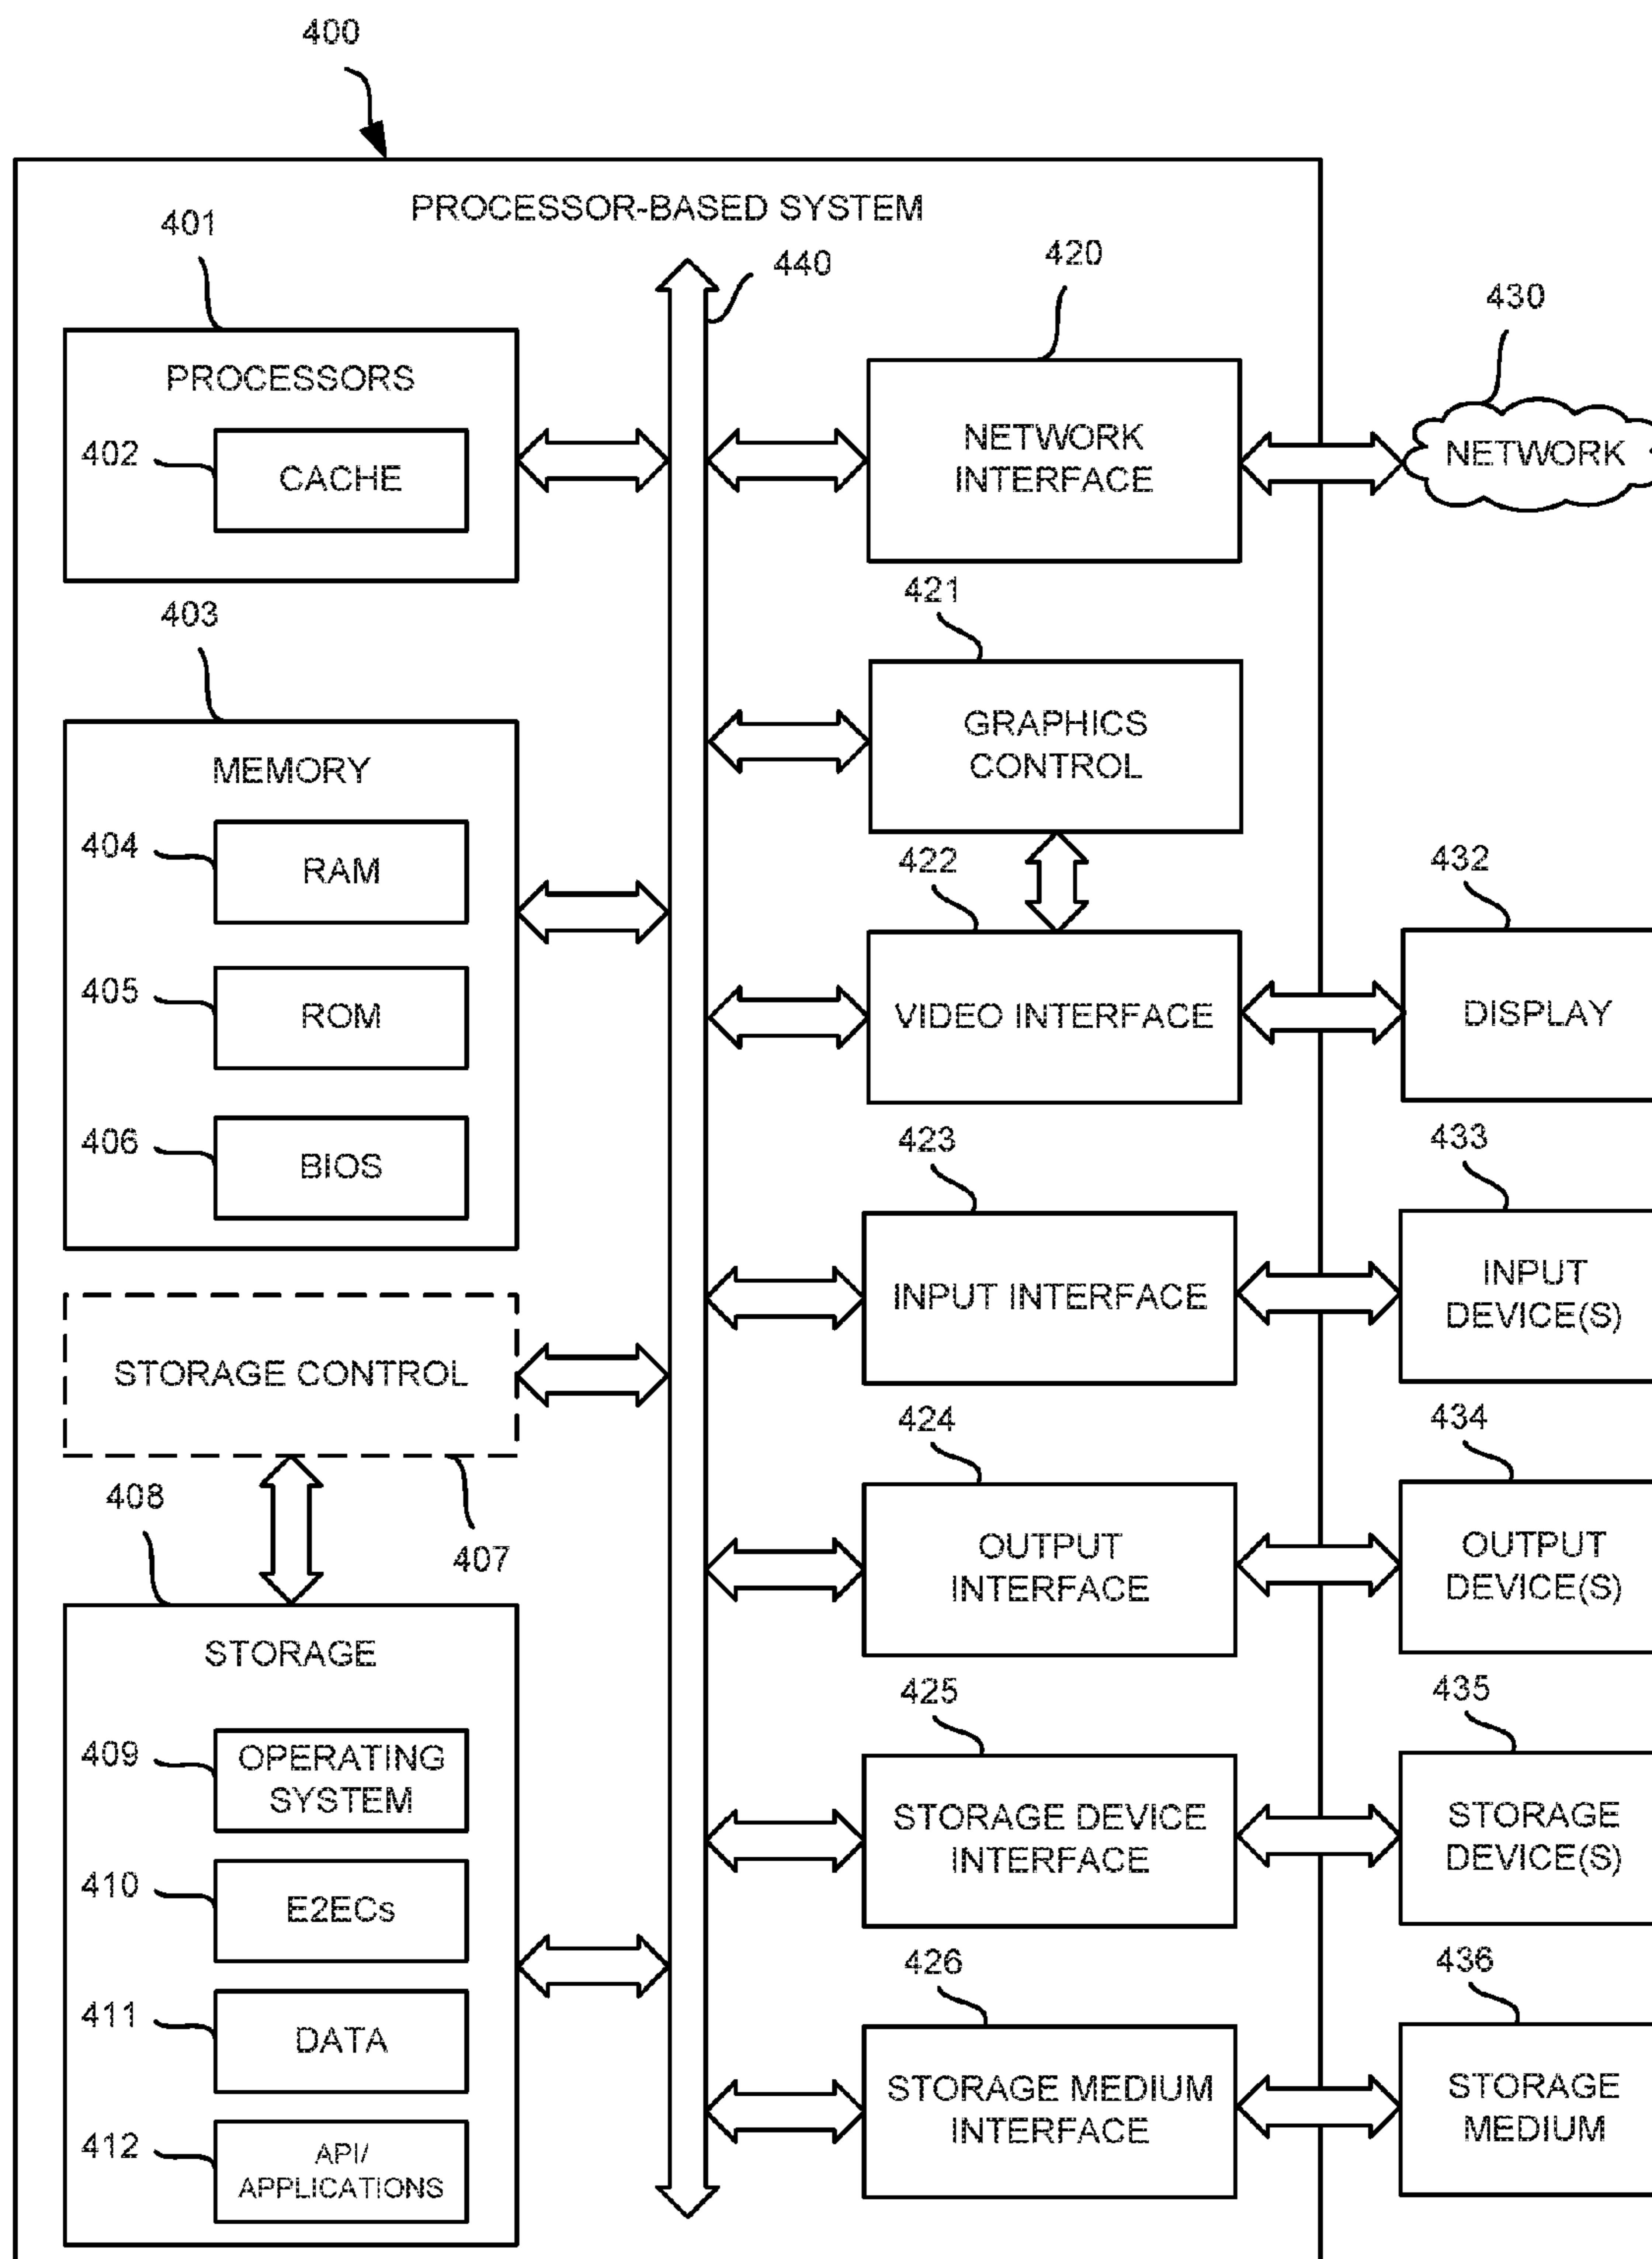 400
PROCESSOR-BASED SYSTEM
401
440
420
430
PROCESSORS
402
CACHE
NETWORK
INTERFACE
NETWORK
403
421
MEMORY
GRAPHICS
CONTROL
404
RAM
422
432
405
ROM
VIDEO INTERFACE
DISPLAY
406
BIOS
423
433
STORAGE CONTROL
INPUT INTERFACE
INPUT
DEVICE(S)
408
407
424
434
OUTPUT
INTERFACE
OUTPUT
DEVICE(S)
STORAGE
425
435
409
OPERATING
SYSTEM
STORAGE DEVICE
INTERFACE
STORAGE
DEVICE(S)
410
E2ECs
426
436
411
DATA
STORAGE MEDIUM
INTERFACE
STORAGE
MEDIUM
412
API/
APPLICATIONS